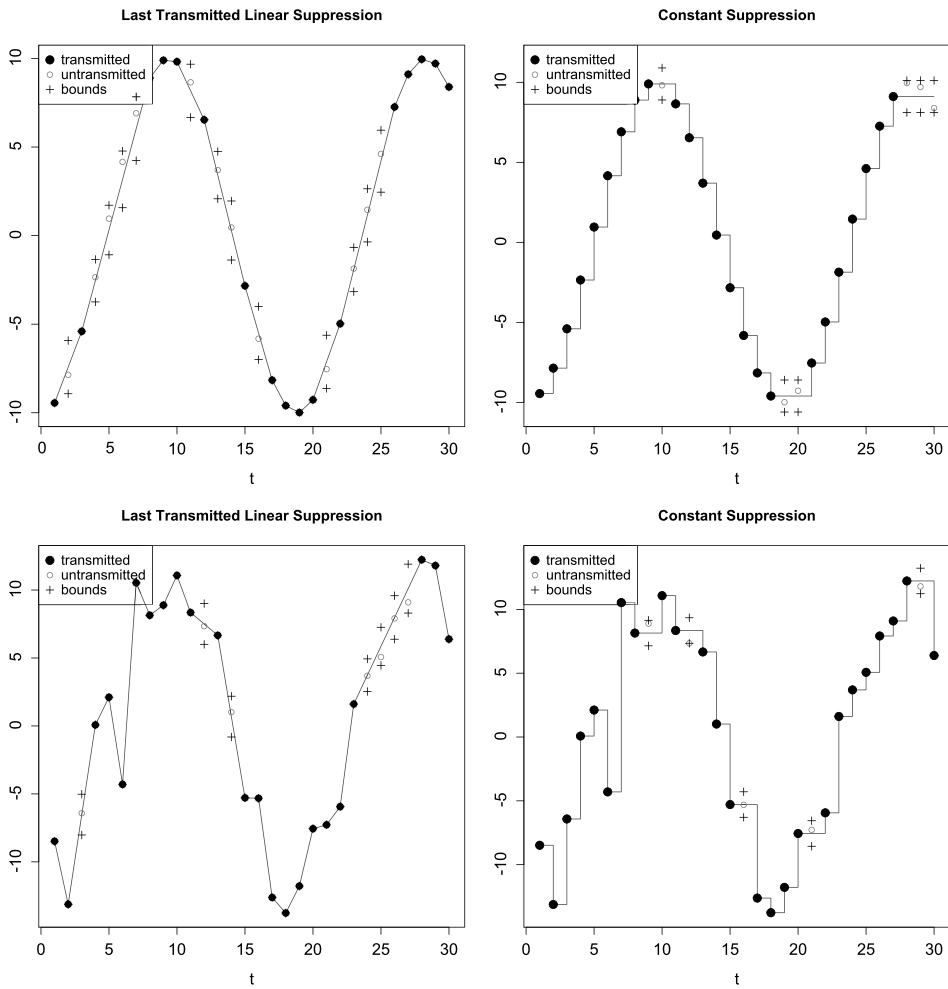 Last Transmitted Linear Suppression
10
5
0
-5
-10
transmitted
untransmitted
bounds
0 5 10 15 20 25 30
t
Constant Suppression
10
5
0
-5
-10
transmitted
untransmitted
bounds
0 5 10 15 20 25 30
t
Last Transmitted Linear Suppression
10
5
0
-5
-10
transmitted
untransmitted
bounds
0 5 10 15 20 25 30
t
Constant Suppression
10
5
0
-5
-10
transmitted
untransmitted
bounds
0 5 10 15 20 25 30
t